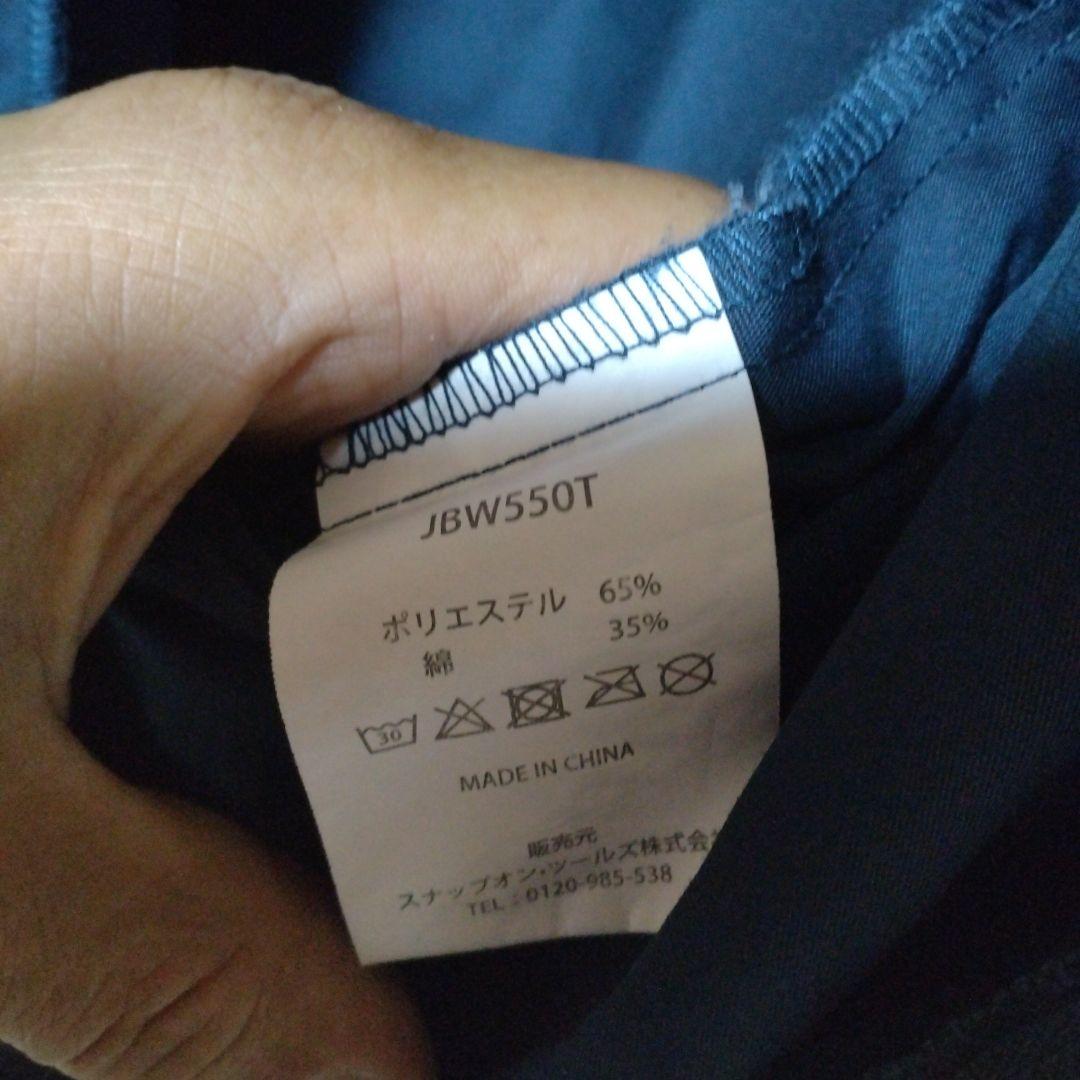 JBW550T
ポリエステル 65%
綿 35%
30
MADE IN CHINA
販売元
スナップオン・ツールズ株式会
TEL：0120-985-538